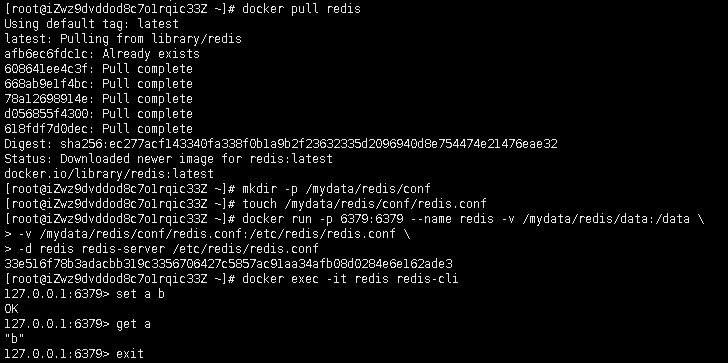 [root@iZwz9dvddod8c7o1rqic33Z ~]# docker pull redis
Using default tag: latest
latest: Pulling from library/redis
afb6ec6fdc1c: Already exists
608641ee4c3f: Pull complete
668ab9e1f4bc: Pull complete
78a12698914e: Pull complete
d056855f4300: Pull complete
618fdf7d0dec: Pull complete
Digest: sha256:ec277acf143340fa338f0b1a9b2f23632335d2096940d8e754474e21476eae32
Status: Downloaded newer image for redis:latest
docker.io/library/redis:latest
[root@iZwz9dvddod8c7o1rqic33Z ~]# mkdir -p /mydata/redis/conf
[root@iZwz9dvddod8c7o1rqic33Z ~]# touch /mydata/redis/conf/redis.conf
[root@iZwz9dvddod8c7o1rqic33Z ~]# docker run -p 6379:6379 --name redis -v /mydata/redis/data:/data \
> -v /mydata/redis/conf/redis.conf:/etc/redis/redis.conf \
> -d redis redis-server /etc/redis/redis.conf
33e516f78b3adacbb319c3356706427c5857ac91aa34afb08d0284e6e162ade3
[root@iZwz9dvddod8c7o1rqic33Z ~]# docker exec -it redis redis-cli
127.0.0.1:6379> set a b
OK
127.0.0.1:6379> get a
"b"
127.0.0.1:6379> exit